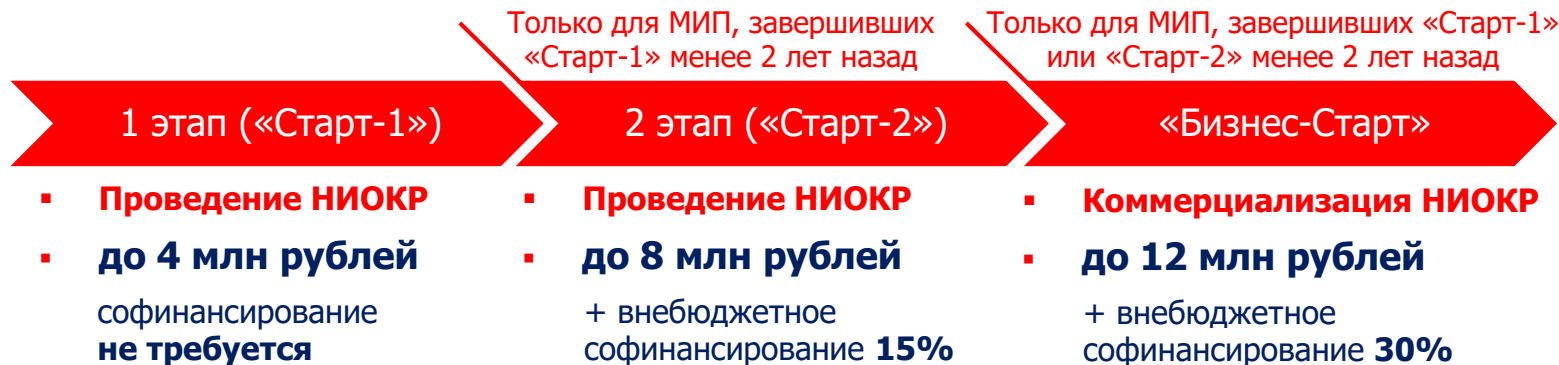 Только для МИП, завершивших
«Старт-1» менее 2 лет назад
Только для МИП, завершивших «Старт-1»
или «Старт-2» менее 2 лет назад
1 этап («Старт-1»)
2 этап («Старт-2»)
«Бизнес-Старт»
▪ Проведение НИОКР
▪ до 4 млн рублей
софинансирование
не требуется
▪ Проведение НИОКР
▪ до 8 млн рублей
+ внебюджетное
софинансирование 15%
▪ Коммерциализация НИОКР
▪ до 12 млн рублей
+ внебюджетное
софинансирование 30%